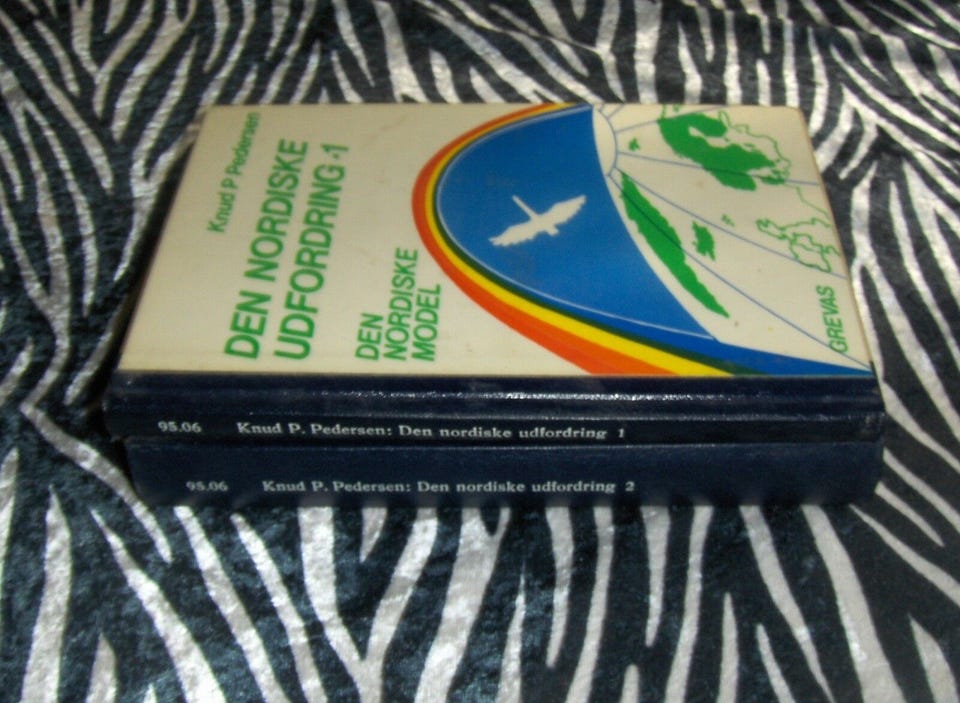 Knud P Pedersen
DEN NORDISKE
UDFORDRING·1
DEN
NORDISKE
MODEL
GREVAS
95.06 Knud P. Pedersen: Den nordiske udfordring 1
95.06 Knud P. Pedersen: Den nordiske udfordring 2